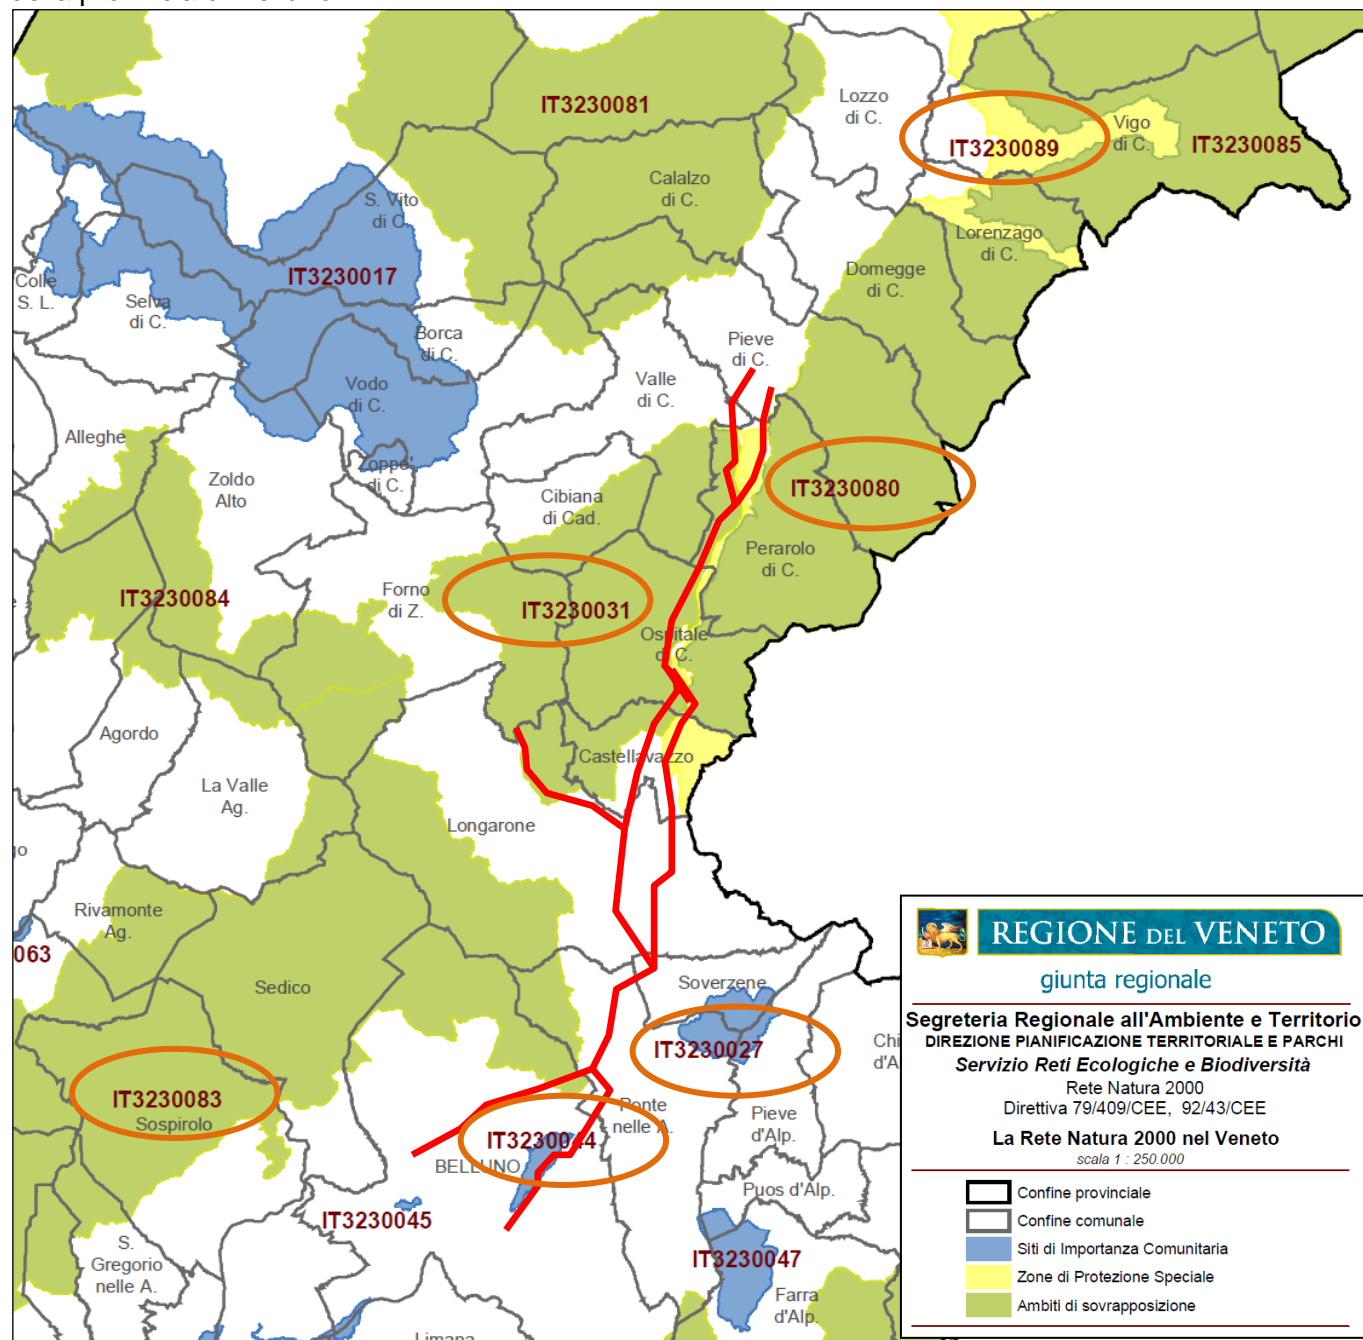 IT3230081
Lozzo
di C.
IT3230089
Vigo
di C.
IT3230085
Calalzo
di C.
S. Vito
di C.
Lorenzago
di C.
IT3230017
Domegge
di C.
Colle
S. L.
Selva
di C.
Borca
di C.
Pieve
di C.
Valle
di C.
Vodo
di C.
Alleghe
Zoppe'
di C.
Zoldo
Alto
IT3230080
Cibiana
di Cad.
Perarolo
di C.
IT3230084
Forno
di Z.
IT3230031
Ospitale
di C.
Agordo
Castellavazzo
La Valle
Ag.
Longarone
go
Rivamonte
Ag.
063
Sedico
Soverzene
IT3230027
Chi
d'A
IT3230083
Sospirolo
Ponte
nelle A.
Pieve
d'Alp.
IT3230044
BELLUNO
Puos d'Alp.
IT3230045
S.
Gregorio
nelle A.
IT3230047
Farra
d'Alp.
Limana
REGIONE DEL VENETO
giunta regionale
Segreteria Regionale all'Ambiente e Territorio
DIREZIONE PIANIFICAZIONE TERRITORIALE E PARCHI
Servizio Reti Ecologiche e Biodiversità
Rete Natura 2000
Direttiva 79/409/CEE, 92/43/CEE
La Rete Natura 2000 nel Veneto
scala 1 : 250.000
Confine provinciale
Confine comunale
Siti di Importanza Comunitaria
Zone di Protezione Speciale
Ambiti di sovrapposizione